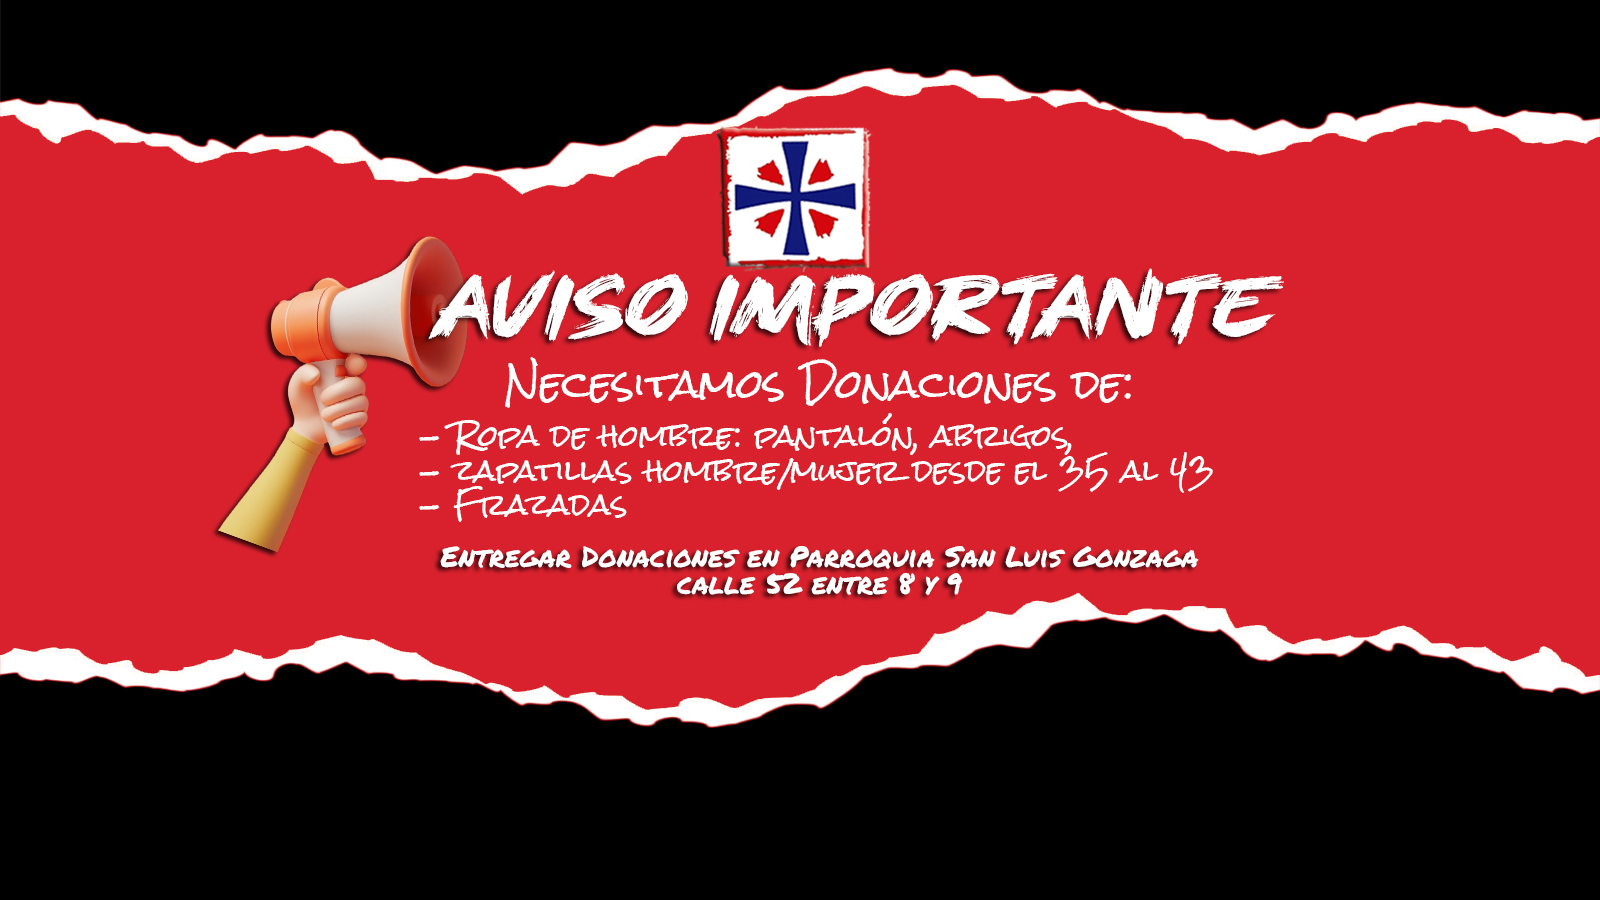 AVISO IMPORTANTE
Necesitamos Donaciones de:
- Ropa de hombre: pantalón, abrigos,
- zapatillas hombre/mujer desde el 35 al 43
- Frazadas
Entregar Donaciones en Parroquia San Luis Gonzaga
calle 52 entre 8 y 9